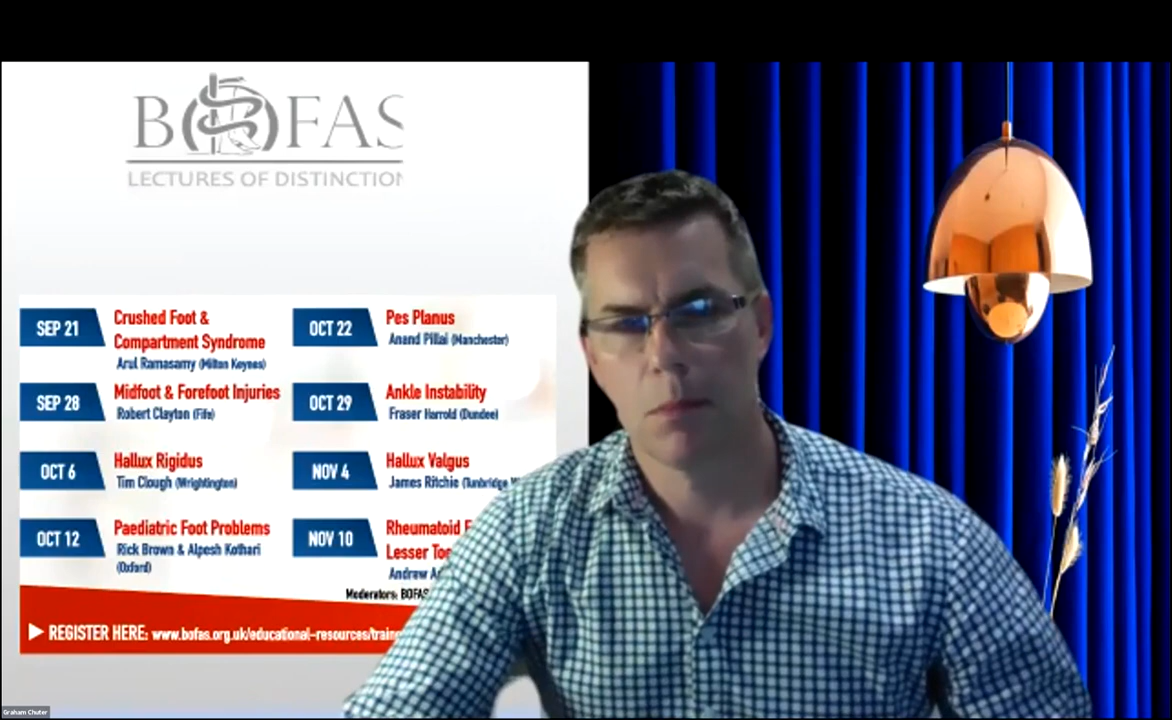 BOFAS
LECTURES OF DISTINCTION
SEP 21
Crushed Foot &
Compartment Syndrome
Arul Ramasamy (Milton Keynes)
SEP 28
Midfoot & Forefoot Injuries
Robert Clayton (Fife)
OCT 6
Hallux Rigidus
Tim Clough (Wrightington)
OCT 12
Paediatric Foot Problems
Rick Brown & Alpesh Kothari
(Oxford)
OCT 22
Pes Planus
Anand Pillai (Manchester)
OCT 29
Ankle Instability
Fraser Harrold (Dundee)
NOV 4
Hallux Valgus
James Ritchie (Tunbridge
NOV 10
Rheumatoid
Lesser
Andrew
Moderators: BOFAS
REGISTER HERE: www.bofas.org.uk/educational-resources/train
Graham Chuter